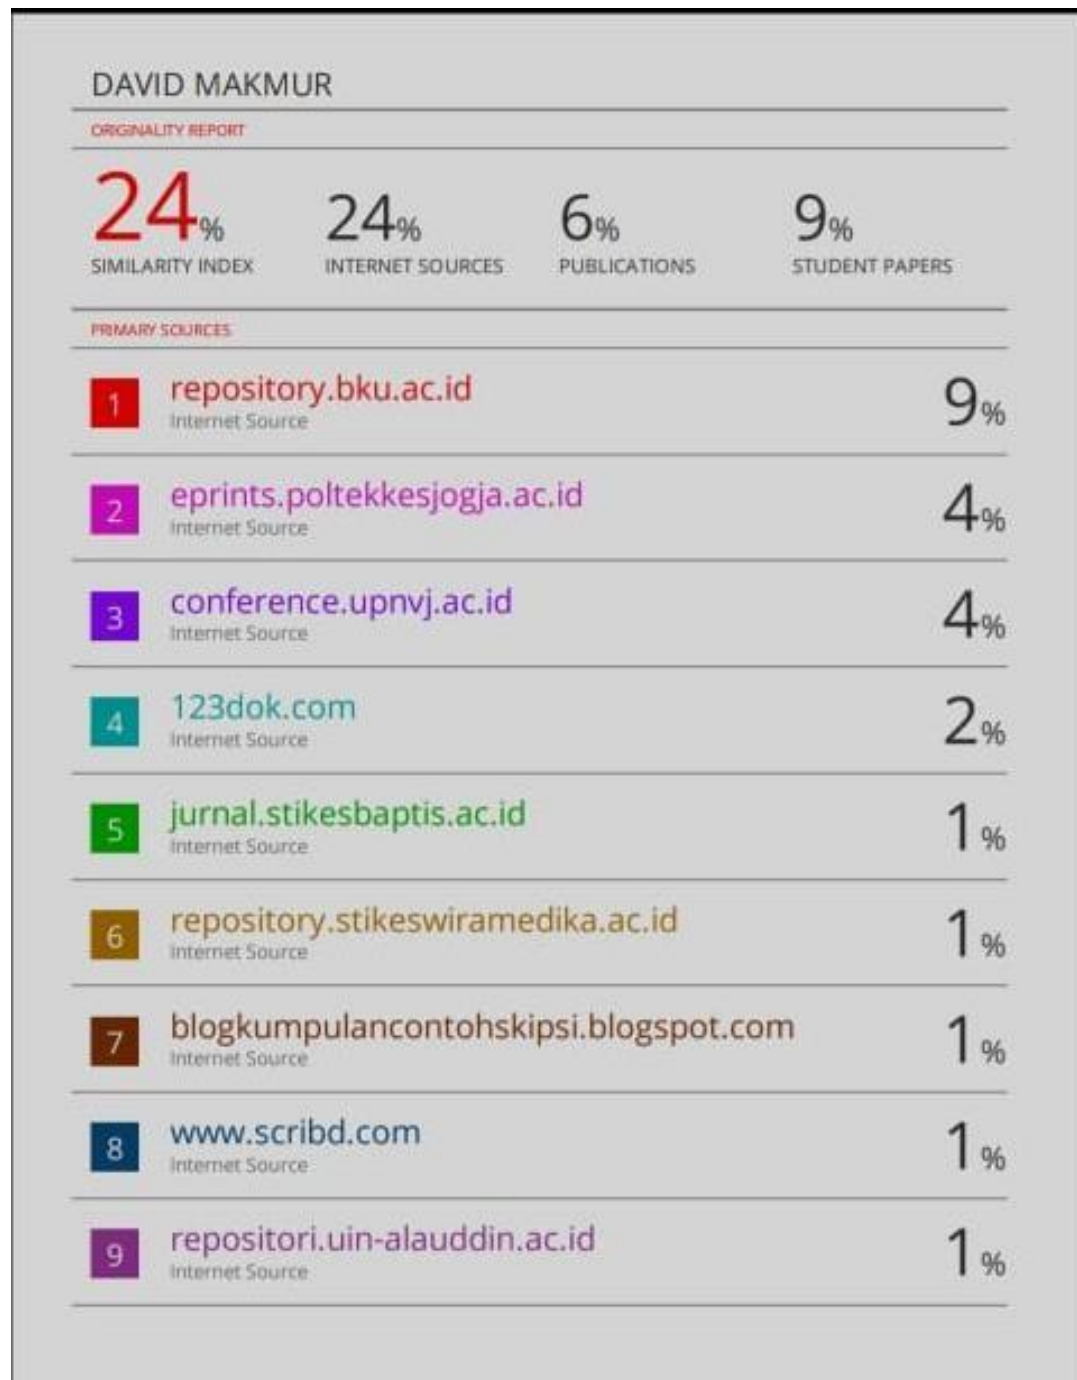 DAVID MAKMUR
ORIGINALITY REPORT
24% 24% 6% 9%
SIMILARITY INDEX INTERNET SOURCES PUBLICATIONS STUDENT PAPERS
PRIMARY SOURCES
1 repository.bku.ac.id 9%
Internet Source
2 eprints.poltekkesjogja.ac.id 4%
Internet Source
3 conference.upnvj.ac.id 4%
Internet Source
4 123dok.com 2%
Internet Source
5 jurnal.stikesbaptis.ac.id 1%
Internet Source
6 repository.stikeswiramedika.ac.id 1%
Internet Source
7 blogkumpulancontohskipsi.blogspot.com 1%
Internet Source
8 www.scribd.com 1%
Internet Source
9 repositori.uin-alauddin.ac.id 1%
Internet Source